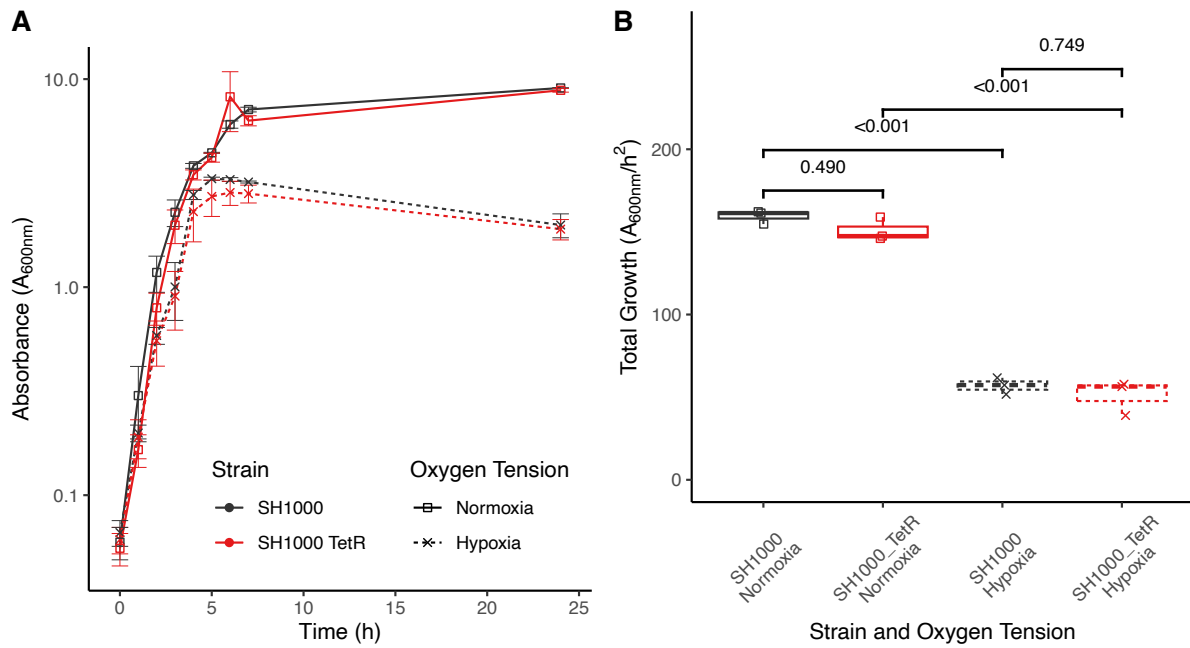 A
Absorbance (A600nm)
10.0
1.0
0.1
0
5
10
15
20
25
Time (h)
Strain
SH1000
SH1000 TetR
Oxygen Tension
Normoxia
Hypoxia
B
Total Growth (A600nm/h2)
200
100
0
0.749
<0.001
<0.001
0.490
SH1000
Normoxia
SH1000_TetR
Normoxia
SH1000
Hypoxia
SH1000_TetR
Hypoxia
Strain and Oxygen Tension